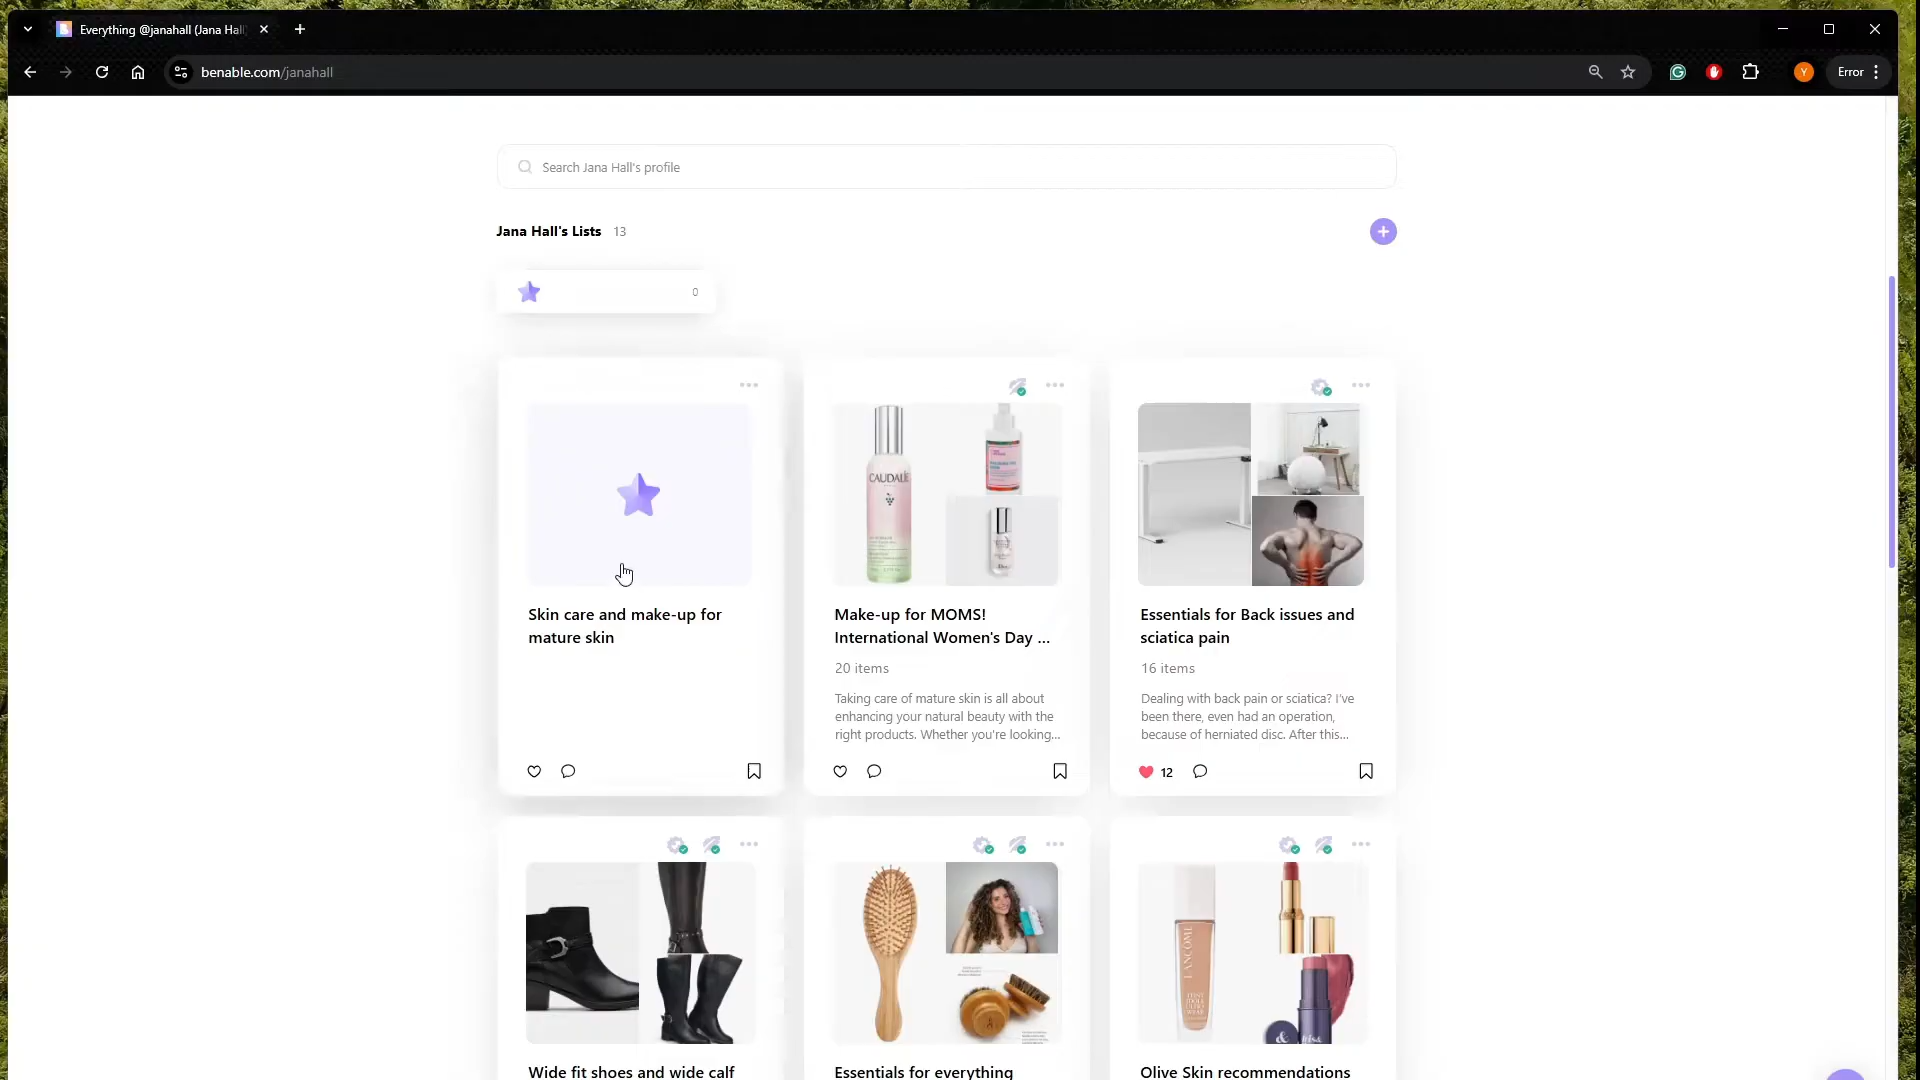 Everything @janahall (Jana Hall
benable.com/janahall
Y
Error
Search Jana Hall's profile
Jana Hall's Lists 13
0
CAUDALIE
Skin care and make-up for
mature skin
Make-up for MOMS!
International Women's Day ...
20 items
Taking care of mature skin is all about
enhancing your natural beauty with the
right products. Whether you're looking...
Essentials for Back issues and
sciatica pain
16 items
Dealing with back pain or sciatica? I've
been there, even had an operation,
because of herniated disc. After this...
12
LANCOME
Wide fit shoes and wide calf
Essentials for everything
Olive Skin recommendations